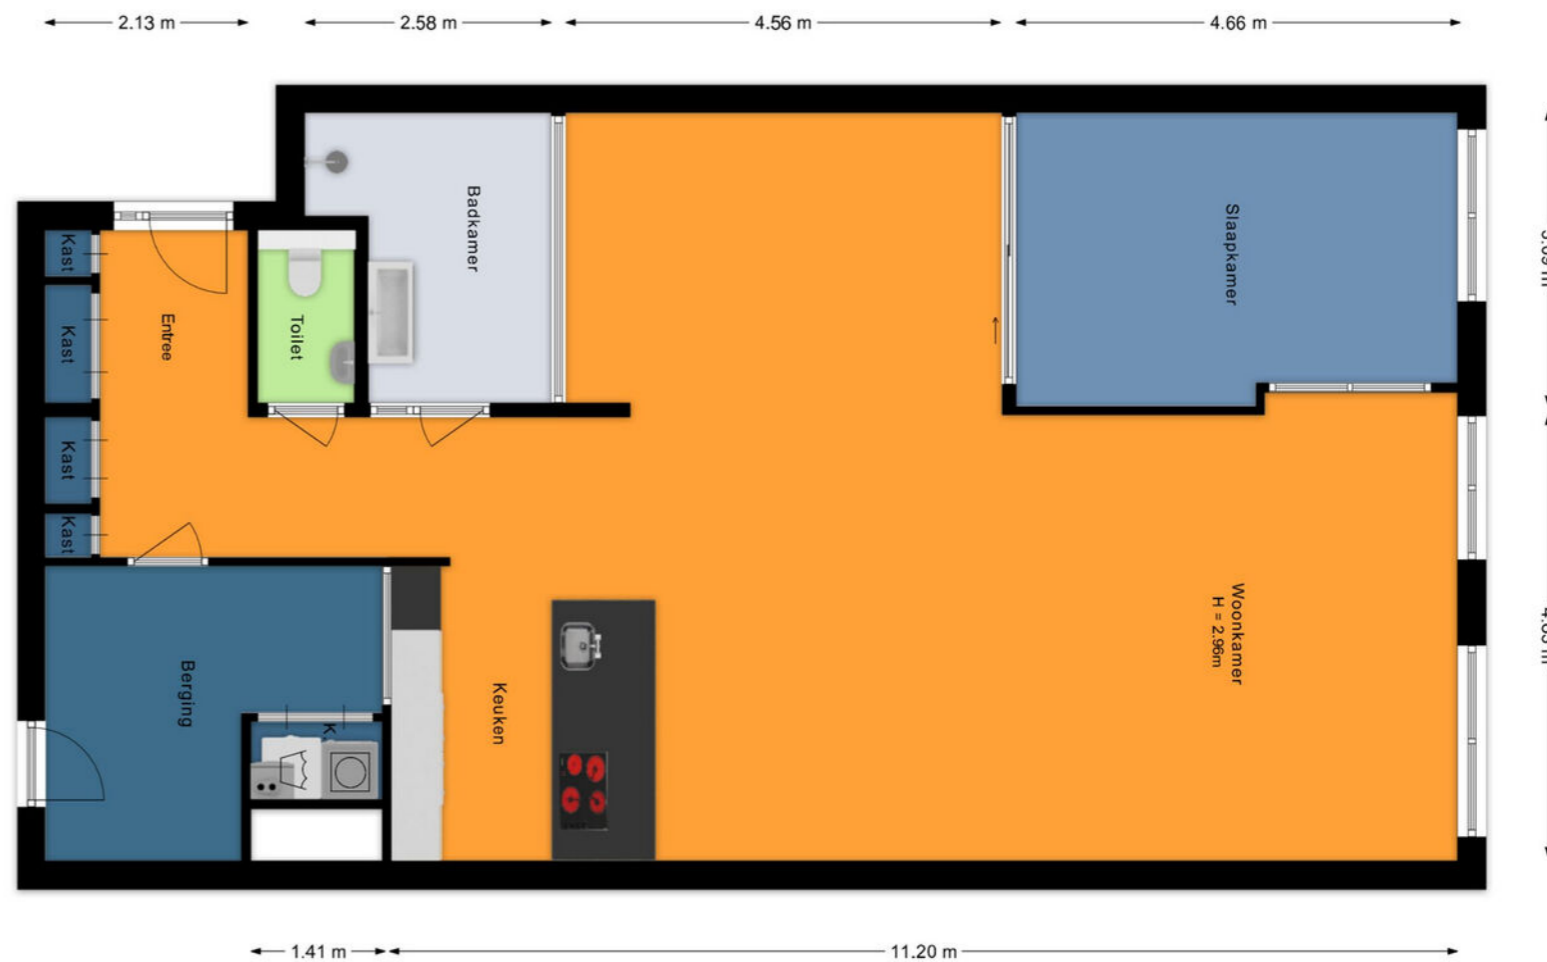 2.13 m
2.58 m
4.56 m
4.66 m
Kast
Kast
Kast
Kast
Entree
Toilet
Badkamer
Slaapkamer
Berging
K.
Keuken
Woonkamer
H = 2.96m
1.41 m
11.20 m